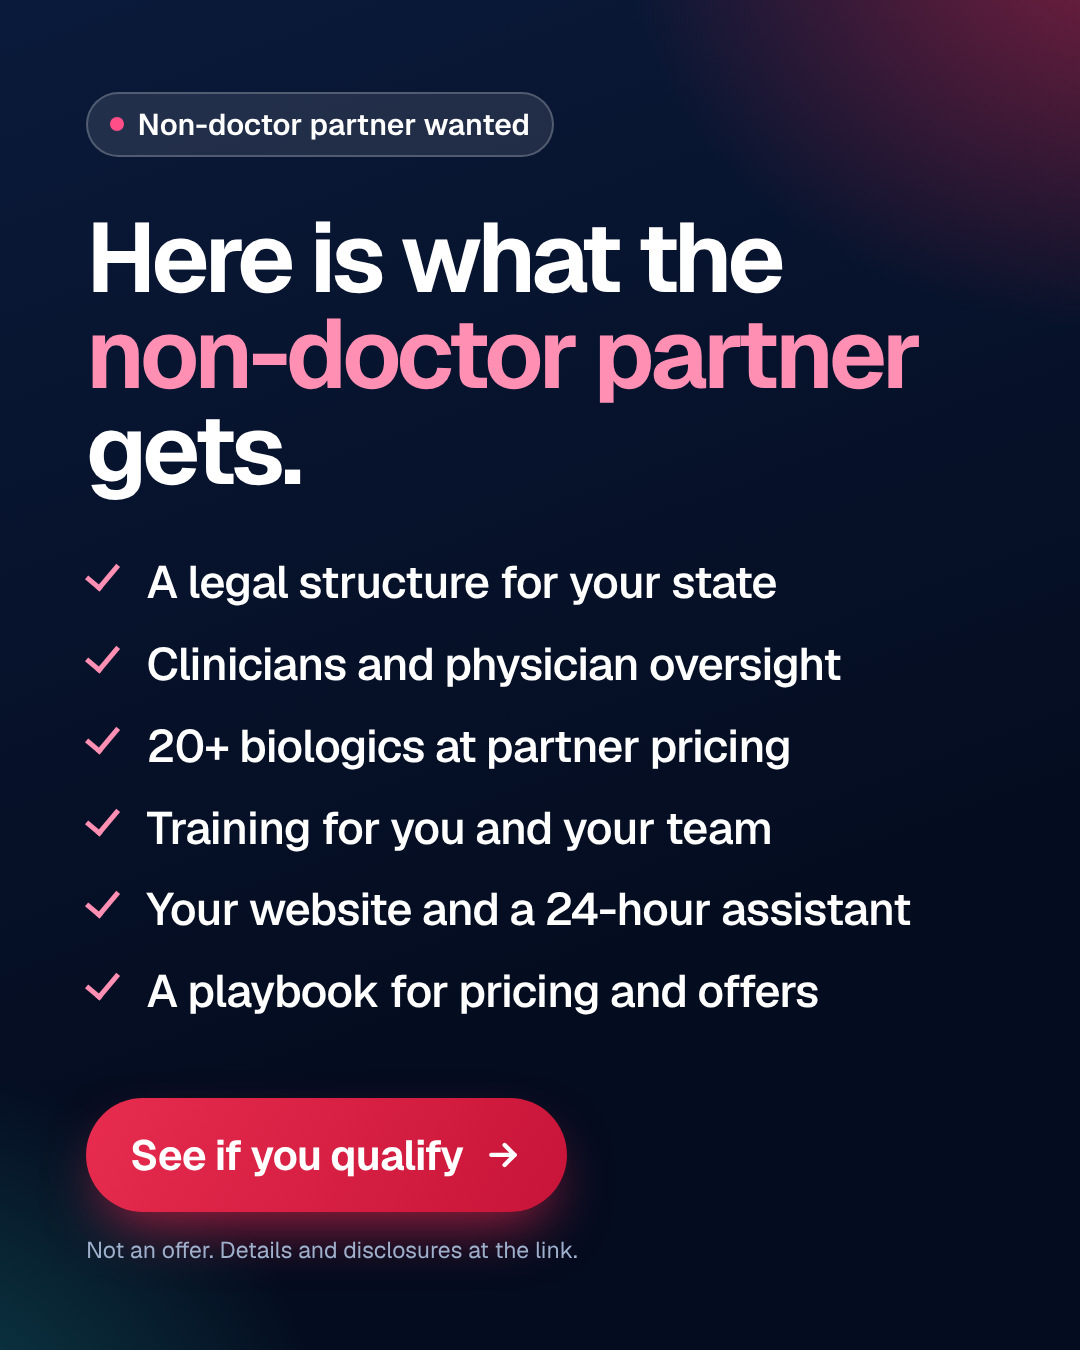 Non-doctor partner wanted
Here is what the
non-doctor partner
gets.
A legal structure for your state
Clinicians and physician oversight
20+ biologics at partner pricing
Training for you and your team
Your website and a 24-hour assistant
A playbook for pricing and offers
See if you qualify →
Not an offer. Details and disclosures at the link.